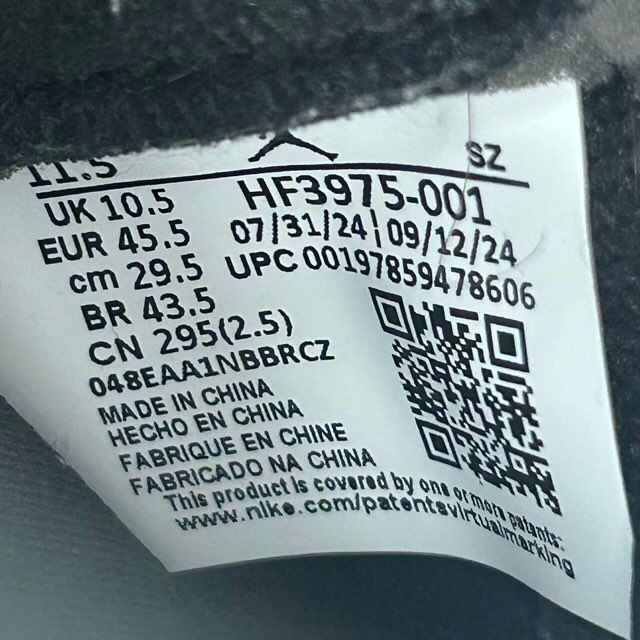 11.5
SZ
UK 10.5
HF3975-001
EUR 45.5
07/31/24 | 09/12/24
cm 29.5
UPC 00197859478606
BR 43.5
CN 295(2.5)
048EAA1NBBRCZ
MADE IN CHINA
HECHO EN CHINA
FABRIQUE EN CHINE
FABRICADO NA CHINA
This product is covered by one or more patents:
www.nike.com/patentsvirtualmarking